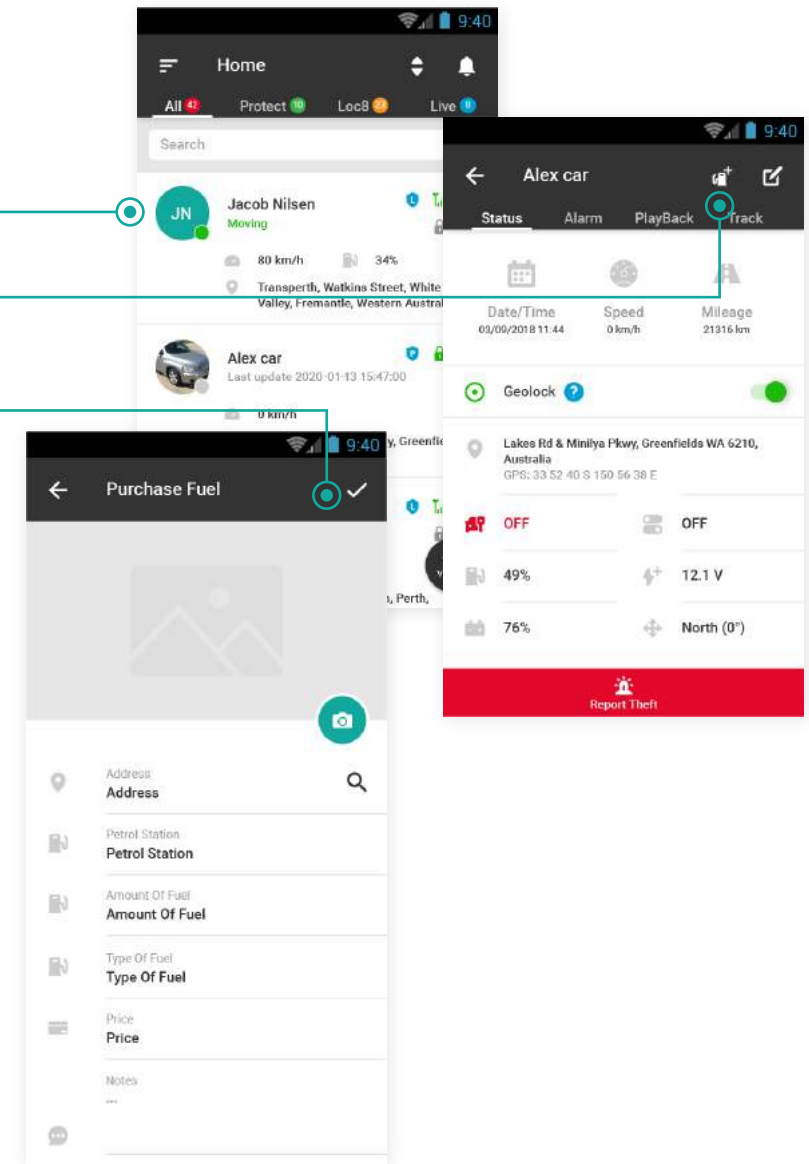 9:40
Home
All 42
Protect 10
Loc8
Live
Search
JN
Jacob Nilsen
Moving
80 km/h
34%
Transperth, Watkins Street, White
Valley, Fremantle, Western Austral
Alex car
Last update 2020-01-13 15:47:00
0 km/h
y, Greenfie
, Perth,
9:40
Alex car
Status
Alarm
PlayBack
Track
Date/Time
Speed
Mileage
03/09/2018 11:44
0 km/h
21316 km
Geolock ?
Lakes Rd & Minilya Pkwy, Greenfields WA 6210,
Australia
GPS: 33 52 40 S 150 56 38 E
OFF
OFF
49%
12.1 V
76%
North (0°)
Report Theft
9:40
Purchase Fuel
Address
Address
Petrol Station
Petrol Station
Amount Of Fuel
Amount Of Fuel
Type Of Fuel
Type Of Fuel
Price
Price
Notes
...